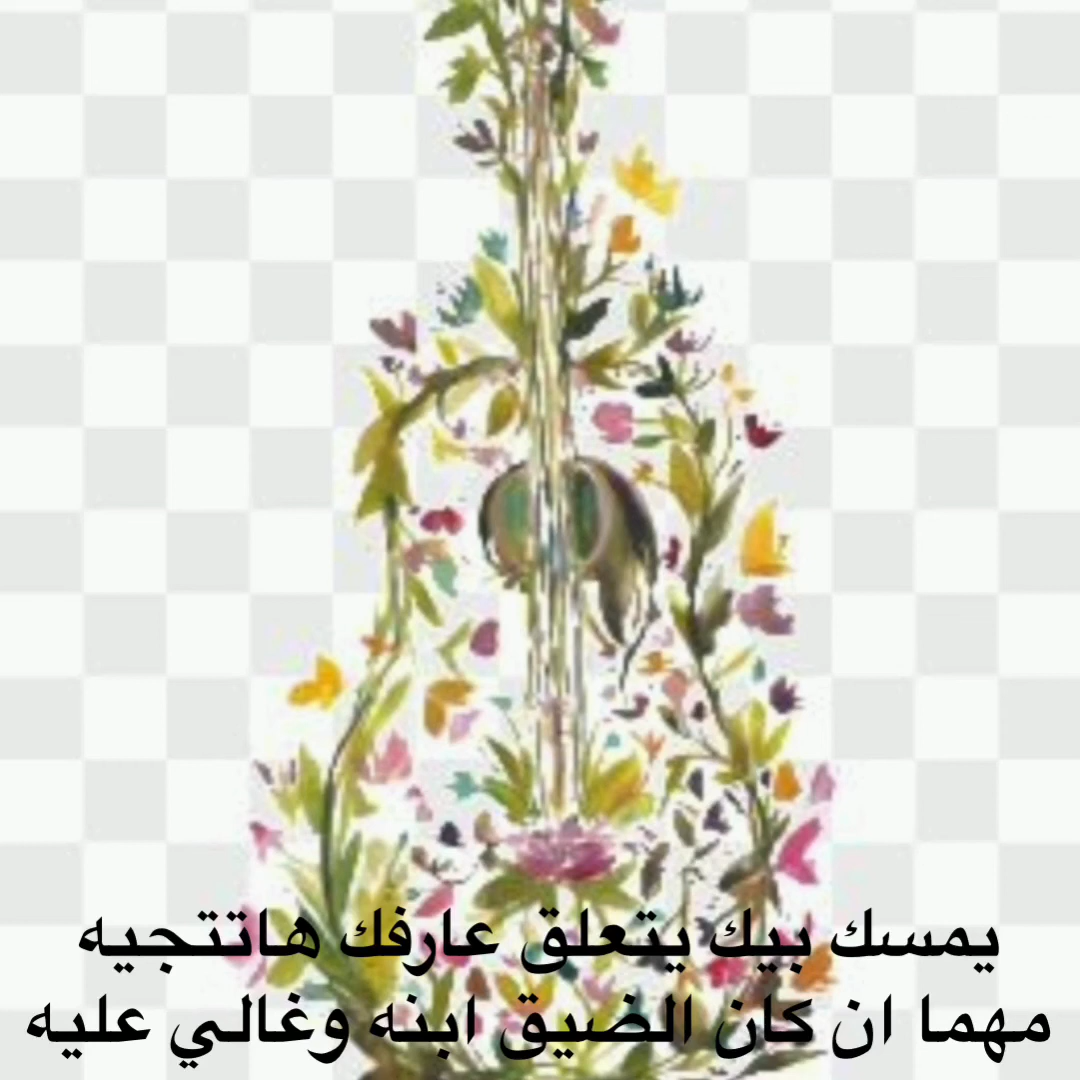 يمسك بيك يتعلق عارفك هاتتجيه
مهما ان كان الضيق ابنه وغالي عليه